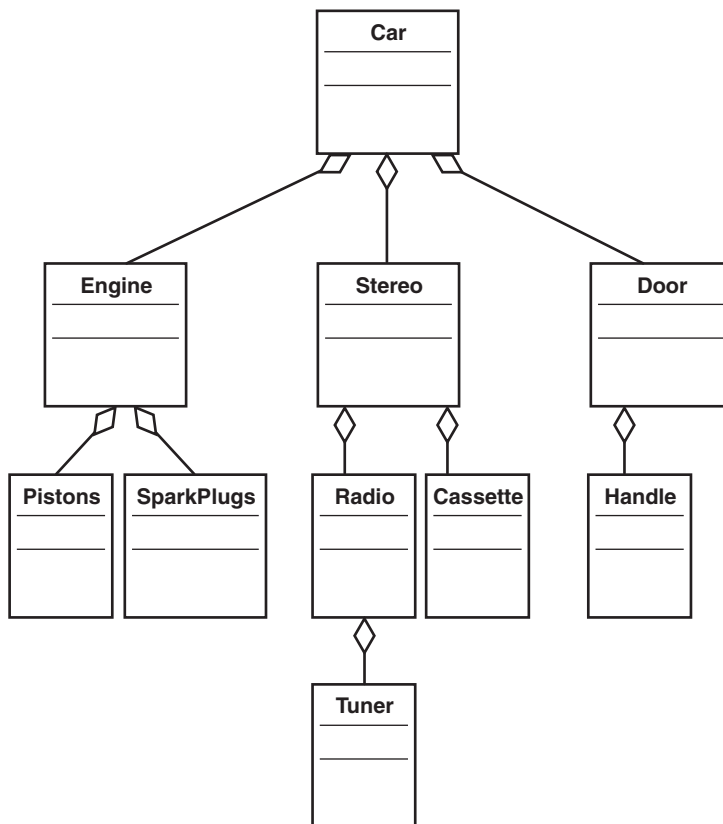 Car
Engine
Stereo
Door
Pistons
SparkPlugs
Radio
Cassette
Handle
Tuner